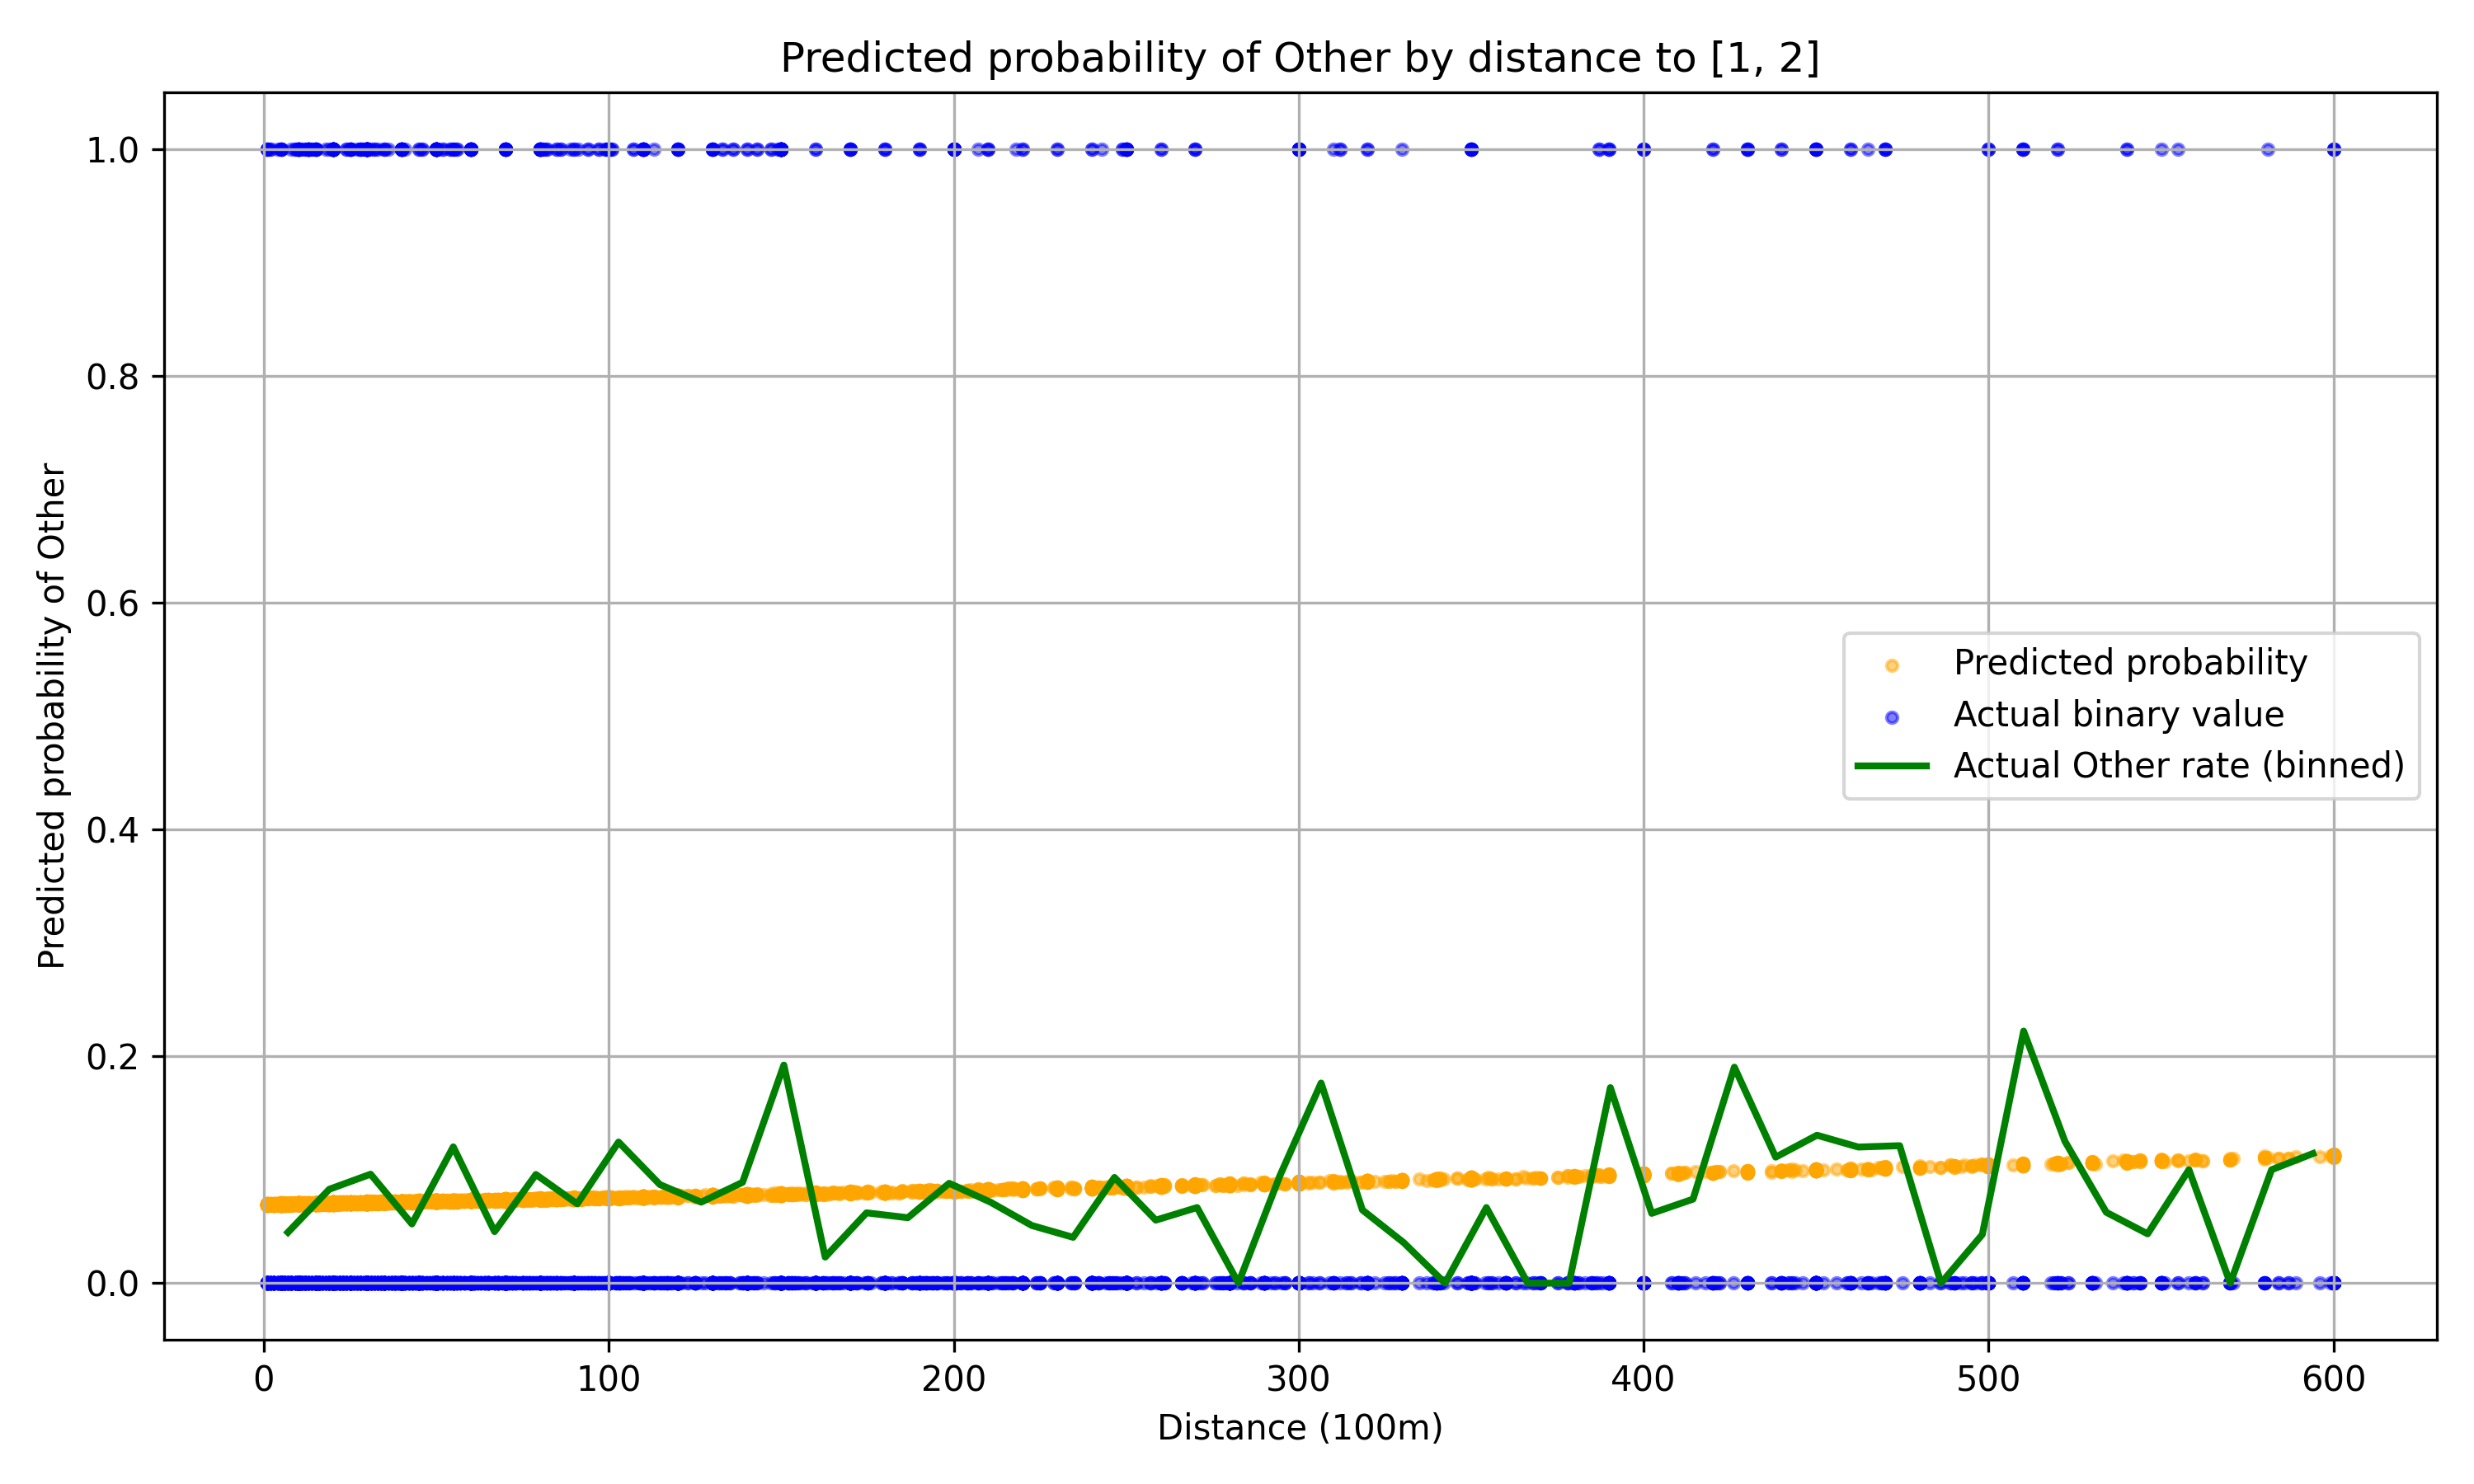 Predicted probability of Other by distance to [1, 2]
Predicted probability of Other
1.0
0.8
0.6
0.4
0.2
0.0
Predicted probability
Actual binary value
Actual Other rate (binned)
0 100 200 300 400 500 600
Distance (100m)